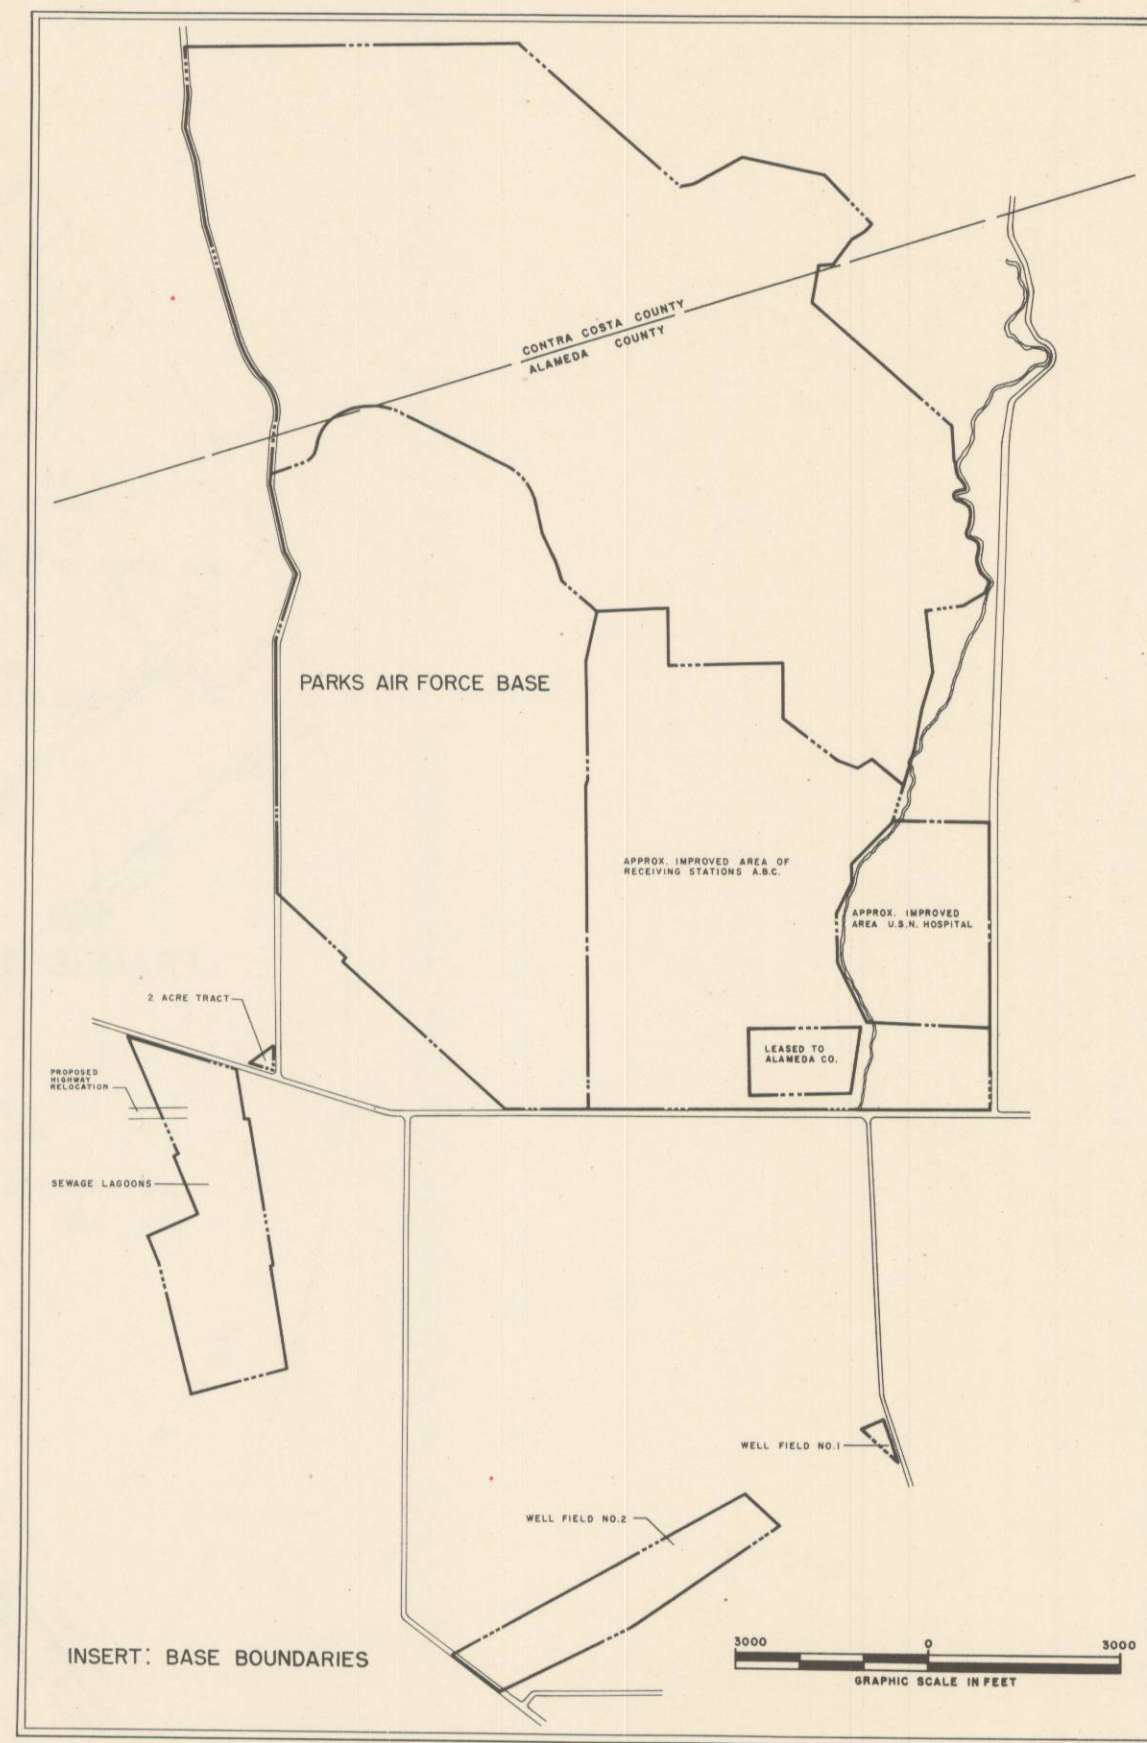 CONTRA COSTA COUNTY
ALAMEDA COUNTY
PARKS AIR FORCE BASE
APPROX. IMPROVED AREA OF
RECEIVING STATIONS A.B.C.
APPROX. IMPROVED
AREA U.S.N. HOSPITAL
2 ACRE TRACT
LEASED TO
ALAMEDA CO.
PROPOSED
HIGHWAY
RELOCATION
SEWAGE LAGOONS
WELL FIELD NO.1
WELL FIELD NO.2
INSERT: BASE BOUNDARIES
3000 0 3000
GRAPHIC SCALE IN FEET